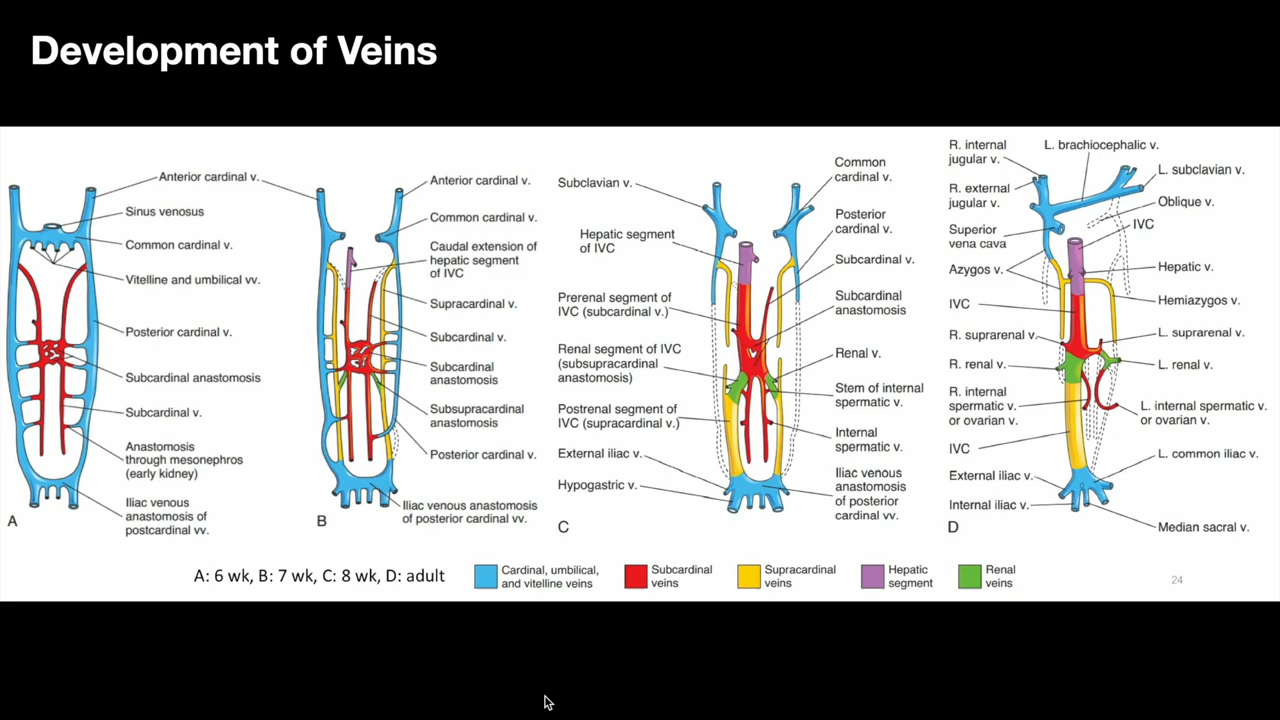 Development of Veins
Anterior cardinal v.
Sinus venosus
Common cardinal v.
Vitelline and umbilical vv.
Posterior cardinal v.
Subcardinal anastomosis
Subcardinal v.
Anastomosis
through mesonephros
(early kidney)
Iliac venous
anastomosis of
postcardinal vv.
A
Anterior cardinal v.
Common cardinal v.
Caudal extension of
hepatic segment
of IVC
Supracardinal v.
Subcardinal v.
Subcardinal
anastomosis
Subsupracardinal
anastomosis
Posterior cardinal v.
Iliac venous anastomosis
of posterior cardinal vv.
B
Subclavian v.
Hepatic segment
of IVC
Prerenal segment of
IVC (subcardinal v.)
Renal segment of IVC
(subsupracardinal
anastomosis)
Postrenal segment of
IVC (supracardinal v.)
External iliac v.
Hypogastric v.
C
Common
cardinal v.
Posterior
cardinal v.
Subcardinal v.
Subcardinal
anastomosis
Renal v.
Stem of internal
spermatic v.
Internal
spermatic v.
Iliac venous
anastomosis
of posterior
cardinal vv.
R. internal
jugular v.
R. external
jugular v.
Superior
vena cava
Azygos v.
IVC
R. suprarenal v.
R. renal v.
R. internal
spermatic v.
or ovarian v.
IVC
External iliac v.
Internal iliac v.
D
L. brachiocephalic v.
L. subclavian v.
Oblique v.
IVC
Hepatic v.
Hemiazygos v.
L. suprarenal v.
L. renal v.
L. internal spermatic v.
or ovarian v.
L. common iliac v.
Median sacral v.
A: 6 wk, B: 7 wk, C: 8 wk, D: adult
Cardinal, umbilical,
and vitelline veins
Subcardinal
veins
Supracardinal
veins
Hepatic
segment
Renal
veins
24